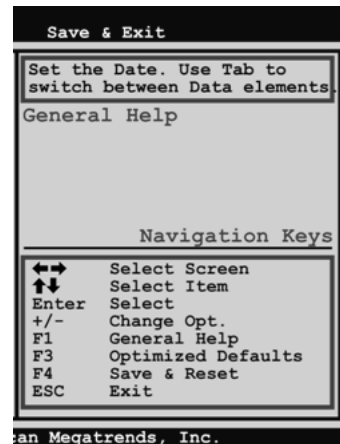 Save & Exit
Set the Date. Use Tab to
switch between Data elements.
General Help
Navigation Keys
←→ Select Screen
↑↓ Select Item
Enter Select
+/- Change Opt.
F1 General Help
F3 Optimized Defaults
F4 Save & Reset
ESC Exit
can Megatrends, Inc.